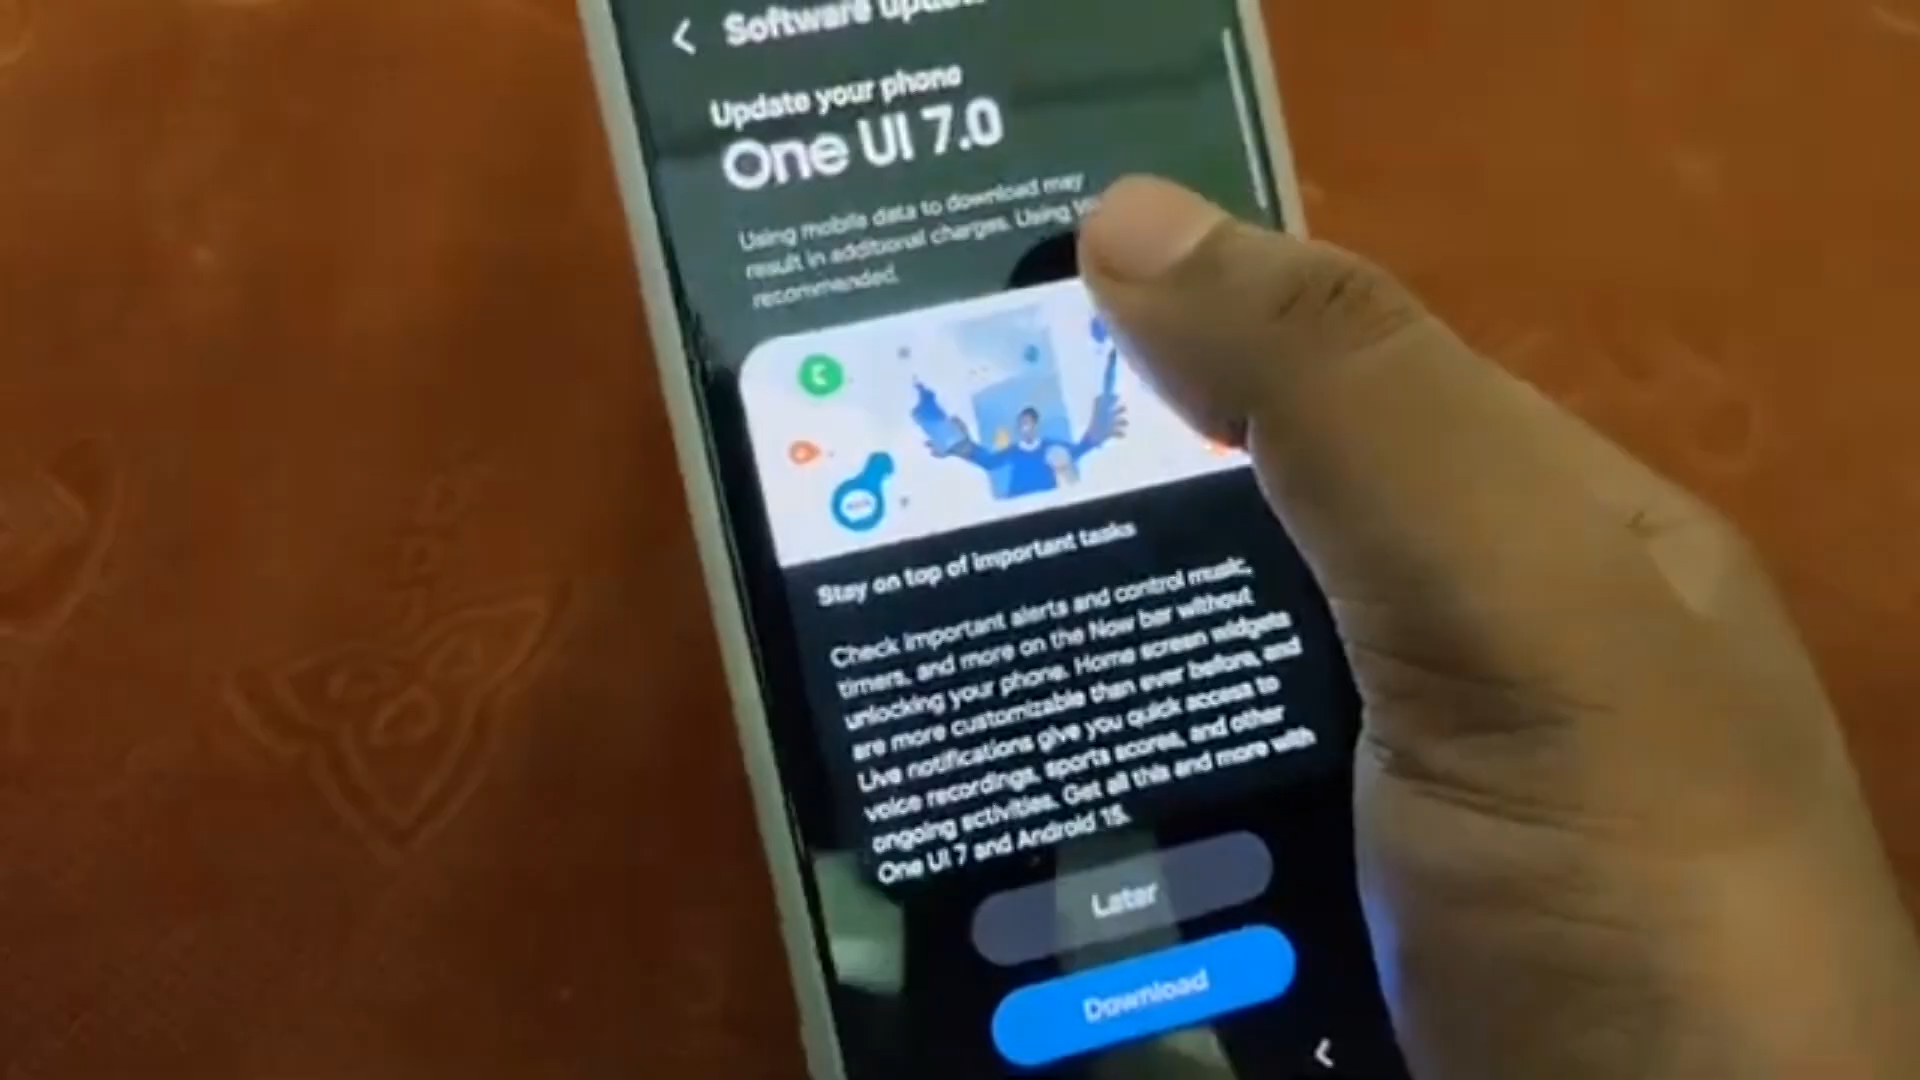 Software
Update your phone
One UI 7.0
Using mobile data to download may
result in additional charges. Using
recommended.
Stay on top of important tasks
Check important alerts and control music,
timers, and more on the Now bar without
unlocking your phone. Home screen widgets
are more customizable than ever before, and
Live notifications give you quick access to
voice recordings, sports scores, and other
ongoing activities. Get all this and more with
One UI 7 and Android 15.
Later
Download